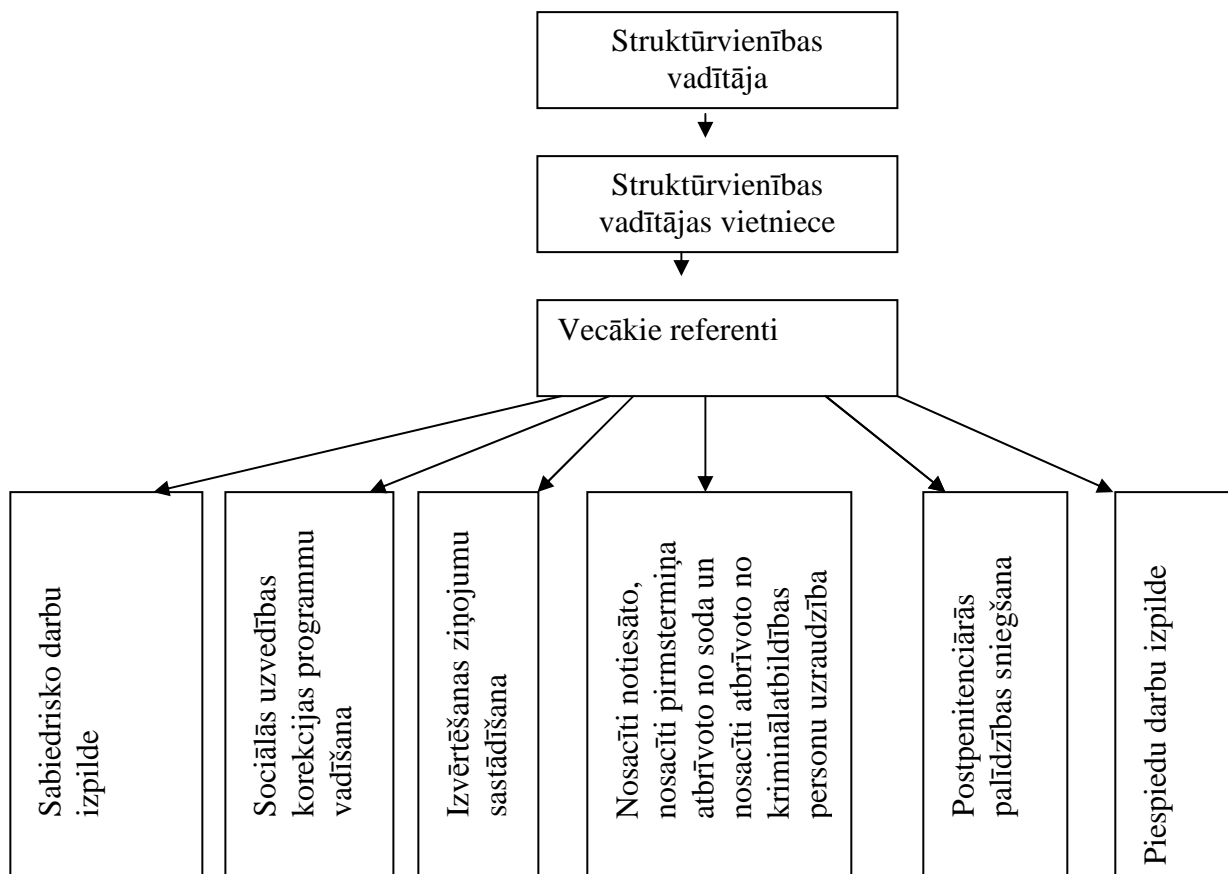 Struktūrvienības
vadītāja
Struktūrvienības
vadītājas vietniece
Vecākie referenti
Sabiedrisko darbu
izpilde
Sociālās uzvedības
korekcijas programmu
vadīšana
Izvērtēšanas ziņojumu
sastādīšana
Nosacīti notiesāto,
nosacīti pirmstermiņa
atbrīvoto no soda un
nosacīti atbrīvoto no
kriminālatbildības
personu uzraudzība
Postpenitenciārās
palīdzības sniegšana
Piespiedu darbu izpilde